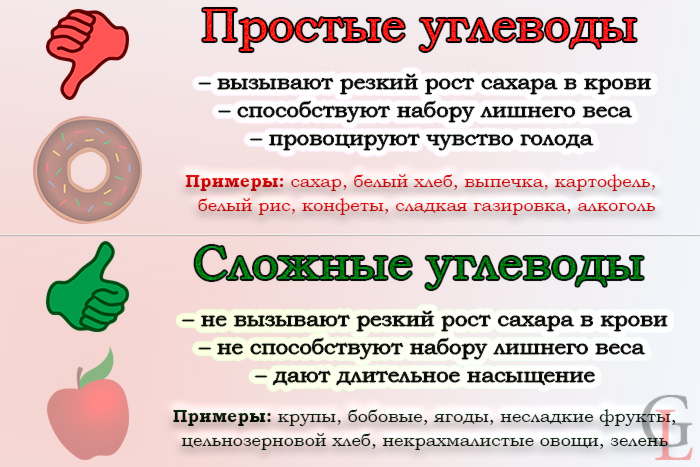 Простые углеводы
– вызывают резкий рост сахара в крови
– способствуют набору лишнего веса
– провоцируют чувство голода
Примеры: сахар, белый хлеб, выпечка, картофель,
белый рис, конфеты, сладкая газировка, алкоголь
Сложные углеводы
– не вызывают резкий рост сахара в крови
– не способствуют набору лишнего веса
– дают длительное насыщение
Примеры: крупы, бобовые, ягоды, несладкие фрукты,
цельнозерновой хлеб, некрахмалистые овощи, зелень
GL